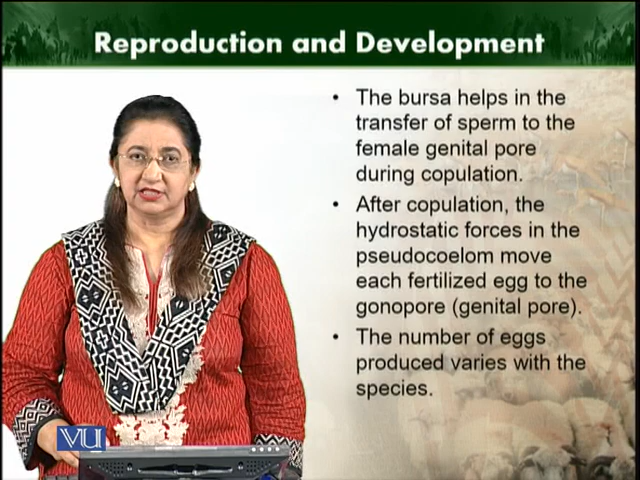 Reproduction and Development
• The bursa helps in the
transfer of sperm to the
female genital pore
during copulation.
• After copulation, the
hydrostatic forces in the
pseudocoelom move
each fertilized egg to the
gonopore (genital pore).
• The number of eggs
produced varies with the
species.
VU